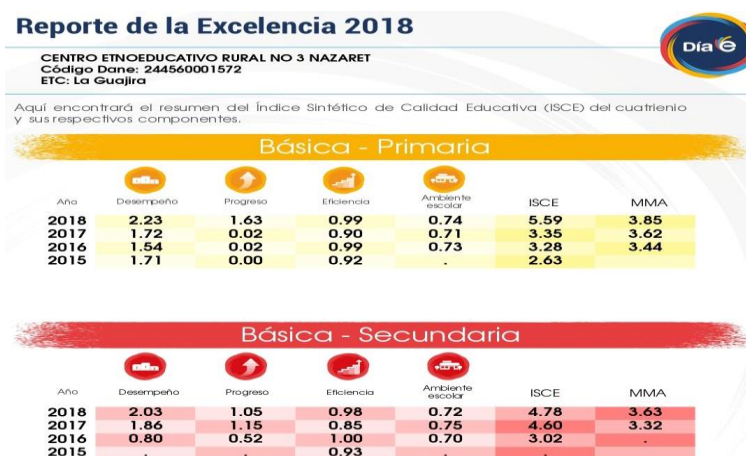 Reporte de la Excelencia 2018
Día é
CENTRO ETNOEDUCATIVO RURAL NO 3 NAZARET
Código Dane: 244560001572
ETC: La Guajira
Aquí encontrará el resumen del Índice Sintético de Calidad Educativa (ISCE) del cuatrienio
y sus respectivos componentes.
Básica - Primaria
Año Desempeño Progreso Eficiencia Ambiente escolar ISCE MMA
2018 2.23 1.63 0.99 0.74 5.59 3.85
2017 1.72 0.02 0.90 0.71 3.35 3.62
2016 1.54 0.02 0.99 0.73 3.28 3.44
2015 1.71 0.00 0.92 . 2.63
Básica - Secundaria
Año Desempeño Progreso Eficiencia Ambiente escolar ISCE MMA
2018 2.03 1.05 0.98 0.72 4.78 3.63
2017 1.86 1.15 0.85 0.75 4.60 3.32
2016 0.80 0.52 1.00 0.70 3.02 .
2015 . . 0.93 . .